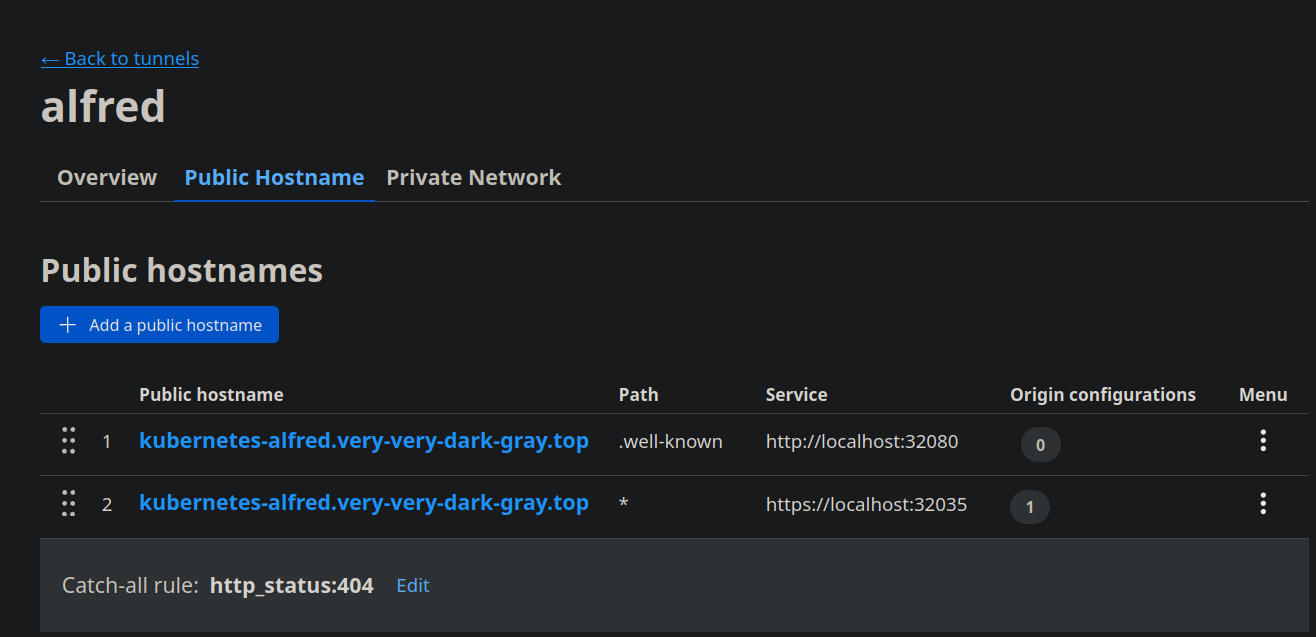 ← Back to tunnels
alfred
Overview Public Hostname Private Network
Public hostnames
+ Add a public hostname
Public hostname Path Service Origin configurations Menu
1 kubernetes-alfred.very-very-dark-gray.top .well-known http://localhost:32080 0
2 kubernetes-alfred.very-very-dark-gray.top * https://localhost:32035 1
Catch-all rule: http_status:404 Edit